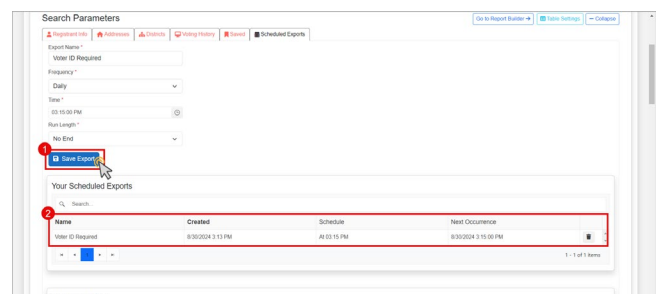 Search Parameters
Go to Report Builder → Table Settings − Collapse
Registrant Info Addresses Districts Voting History Saved Scheduled Exports
Export Name *
Voter ID Required
Frequency *
Daily
Time *
03:15:00 PM
Run Length *
No End
1
Save Export
Your Scheduled Exports
Search...
2
Name Created Schedule Next Occurrence
Voter ID Required 8/30/2024 3:13 PM At 03:15 PM 8/30/2024 3:15:00 PM
1 1 - 1 of 1 items